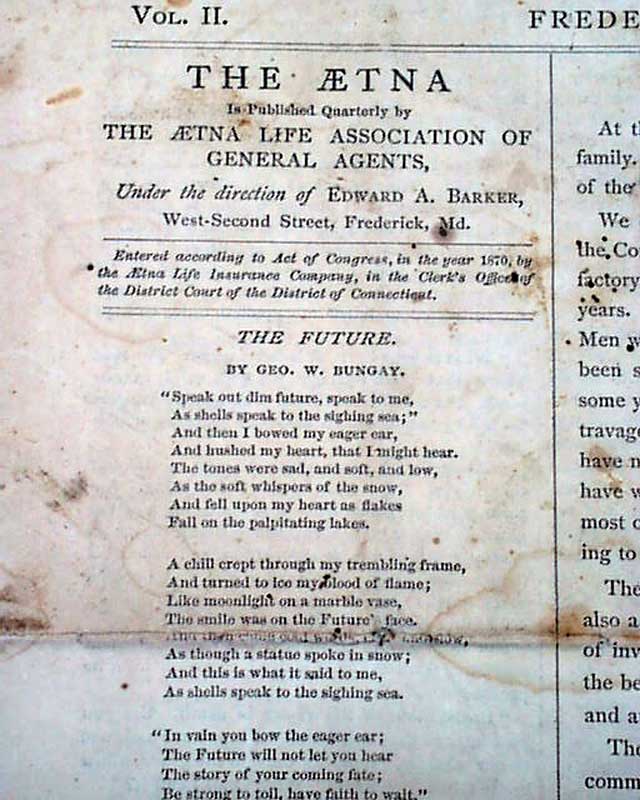 VOL. II.
FREDE
THE ÆTNA
Is Published Quarterly by
THE ÆTNA LIFE ASSOCIATION OF
GENERAL AGENTS,
Under the direction of EDWARD A. BARKER,
West-Second Street, Frederick, Md.
Entered according to Act of Congress, in the year 1870, by
the Ætna Life Insurance Company, in the Clerk's Office of
the District Court of the District of Connecticut.
THE FUTURE.
BY GEO. W. BUNGAY.
"Speak out dim future, speak to me,
As shells speak to the sighing sea;"
And then I bowed my eager ear,
And hushed my heart, that I might hear.
The tones were sad, and soft, and low,
As the soft whispers of the snow,
And fell upon my heart as flakes
Fall on the palpitating lakes.
A chill crept through my trembling frame,
And turned to ice my blood of flame;
Like moonlight on a marble vase,
The smile was on the Future' face.
And then
As though a statue spoke in snow;
And this is what it said to me,
As shells speak to the sighing sea.
"In vain you bow the eager ear;
The Future will not let you hear
The story of your coming fate;
Be strong to toil, have faith to wait."
At t
family.
of the
We
the Co
factory
years.
Men w
been s
some y
travag
have n
have w
most o
ing to
The
also a
of inv
the be
and a
The
comm